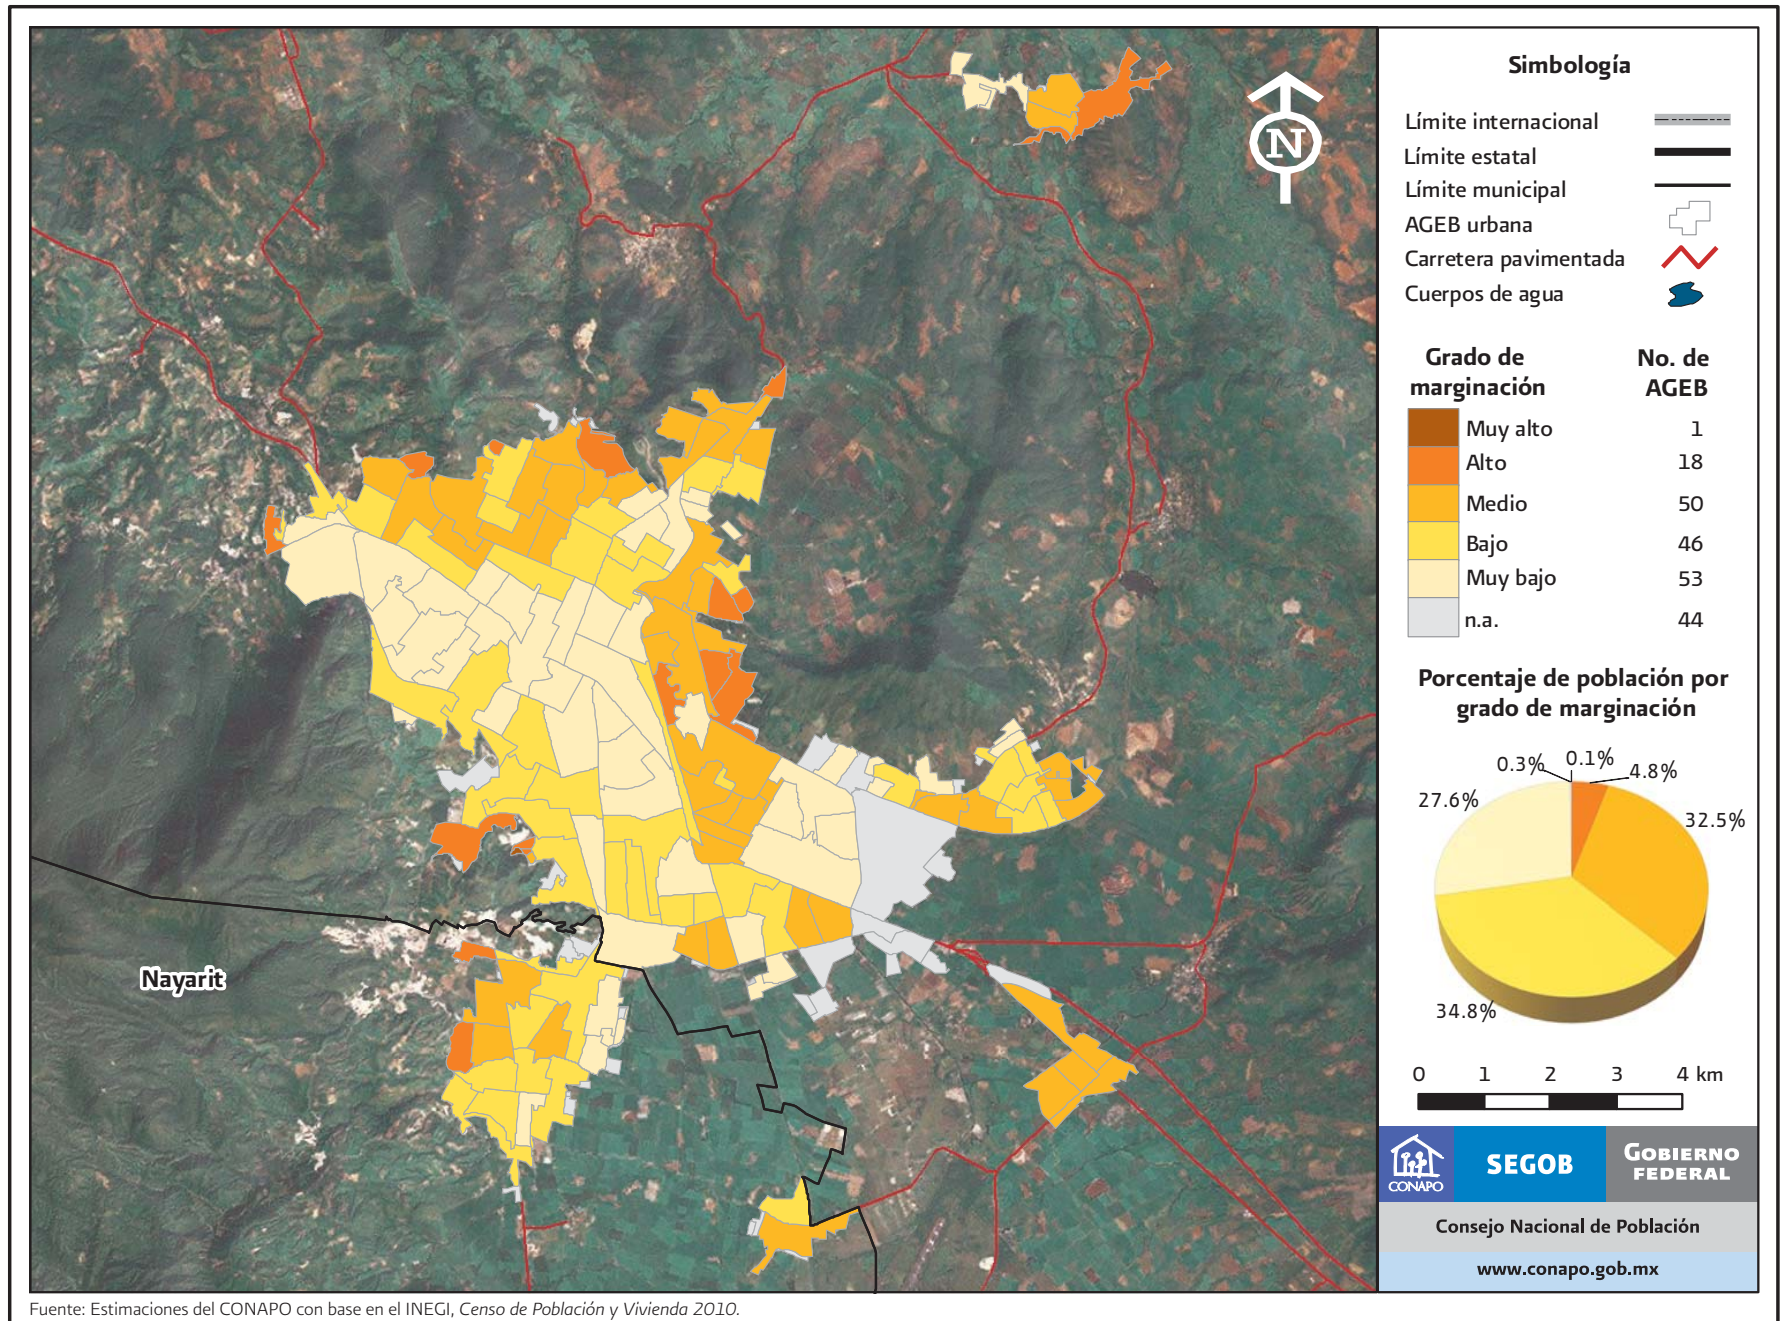 N
Nayarit
Simbología
Límite internacional
Límite estatal
Límite municipal
AGEB urbana
Carretera pavimentada
Cuerpos de agua
Grado de marginación
No. de AGEB
Muy alto 1
Alto 18
Medio 50
Bajo 46
Muy bajo 53
n.a. 44
Porcentaje de población por
grado de marginación
0.3% 0.1% 4.8%
27.6%
32.5%
34.8%
0 1 2 3 4 km
CONAPO
SEGOB
GOBIERNO
FEDERAL
Consejo Nacional de Población
www.conapo.gob.mx
Fuente: Estimaciones del CONAPO con base en el INEGI, Censo de Población y Vivienda 2010.